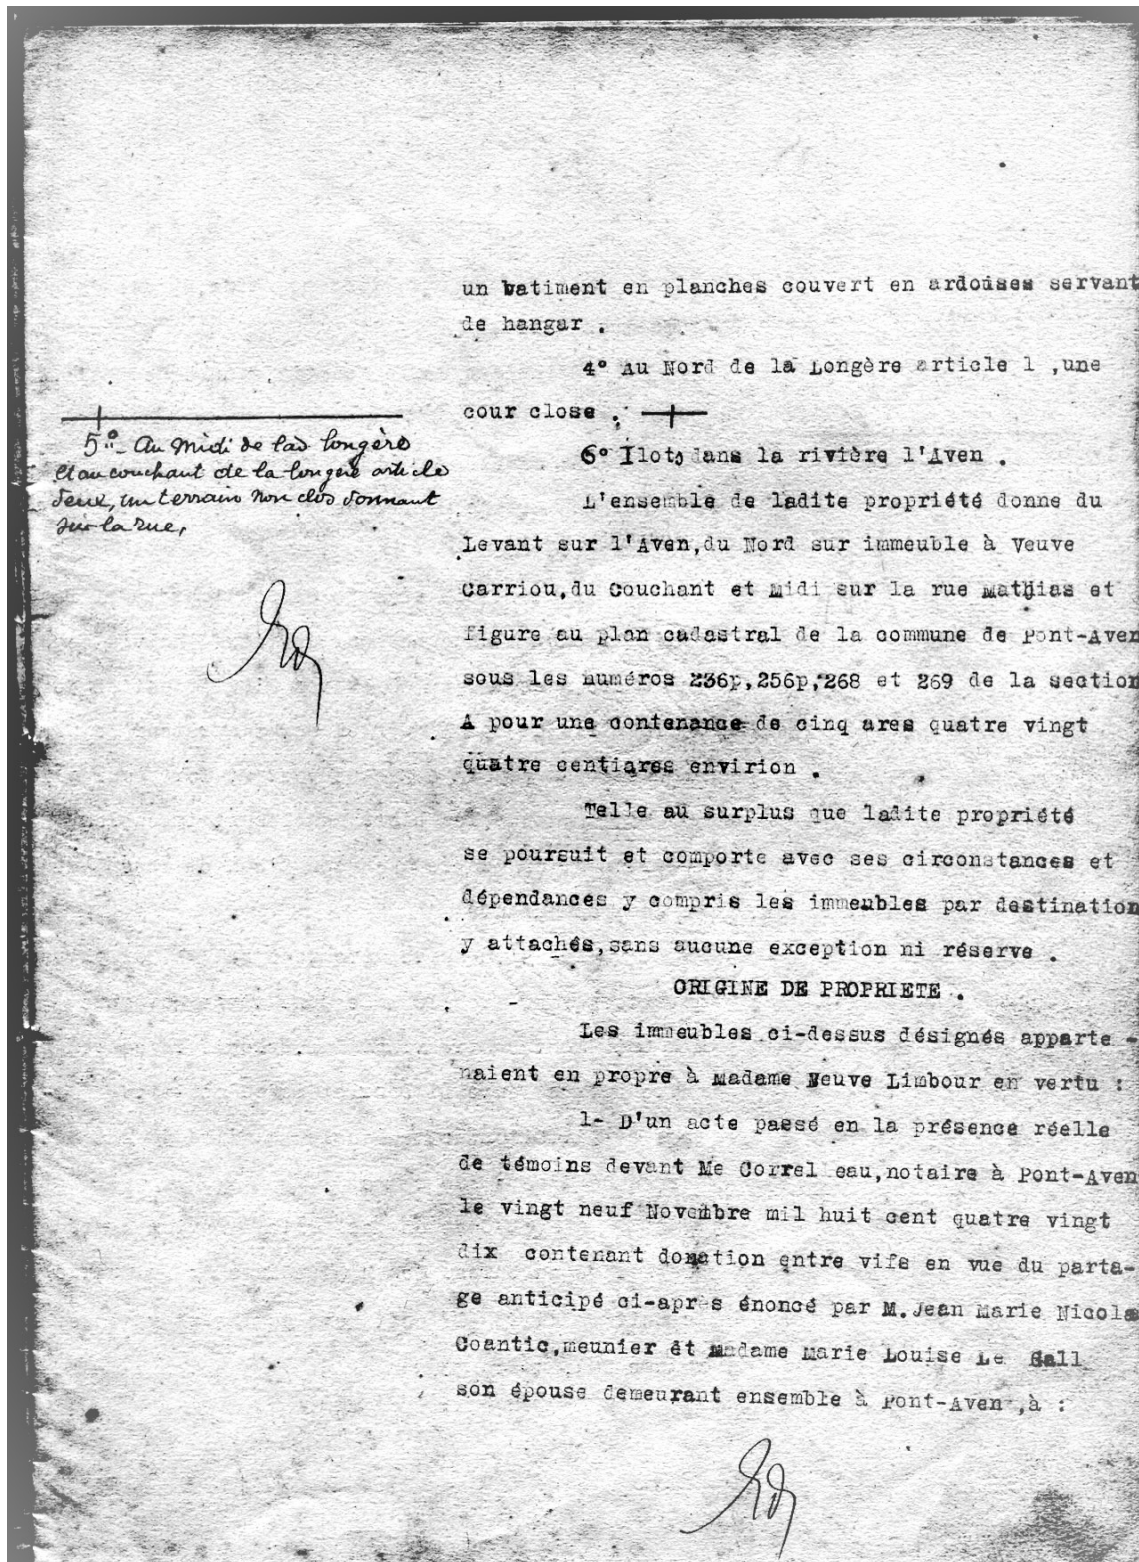 un batiment en planches couvert en ardoises servant
de hangar .
4° Au Nord de la Longère article 1 ,une
cour close .
5°- Au Midi de lad longère
et au couchant de la longère article
deux, un terrain non clos donnant
sur la rue,
6° Ilots dans la rivière l'Aven .
L'ensemble de ladite propriété donne du
Levant sur l'Aven,du Nord sur immeuble à Veuve
Carriou,du Couchant et Midi sur la rue Mathias et
figure au plan cadastral de la commune de Pont-Aven
sous les numéros 236p,256p,268 et 269 de la section
A pour une contenance de cinq ares quatre vingt
quatre centiares envirion .
Telle au surplus que ladite propriété
se poursuit et comporte avec ses circonstances et
dépendances y compris les immeubles par destination
y attachés,sans aucune exception ni réserve .
ORIGINE DE PROPRIETE .
Les immeubles ci-dessus désignés apparte -
naient en propre à Madame Veuve Limbour en vertu :
1- D'un acte passé en la présence réelle
de témoins devant Me Correl eau,notaire à Pont-Aven
le vingt neuf Novembre mil huit cent quatre vingt
dix contenant donation entre vifs en vue du parta-
ge anticipé ci-après énoncé par M.Jean Marie Nicolas
Coantic,meunier et Madame Marie Louise Le Gall
son épouse demeurant ensemble à Pont-Aven ,à :